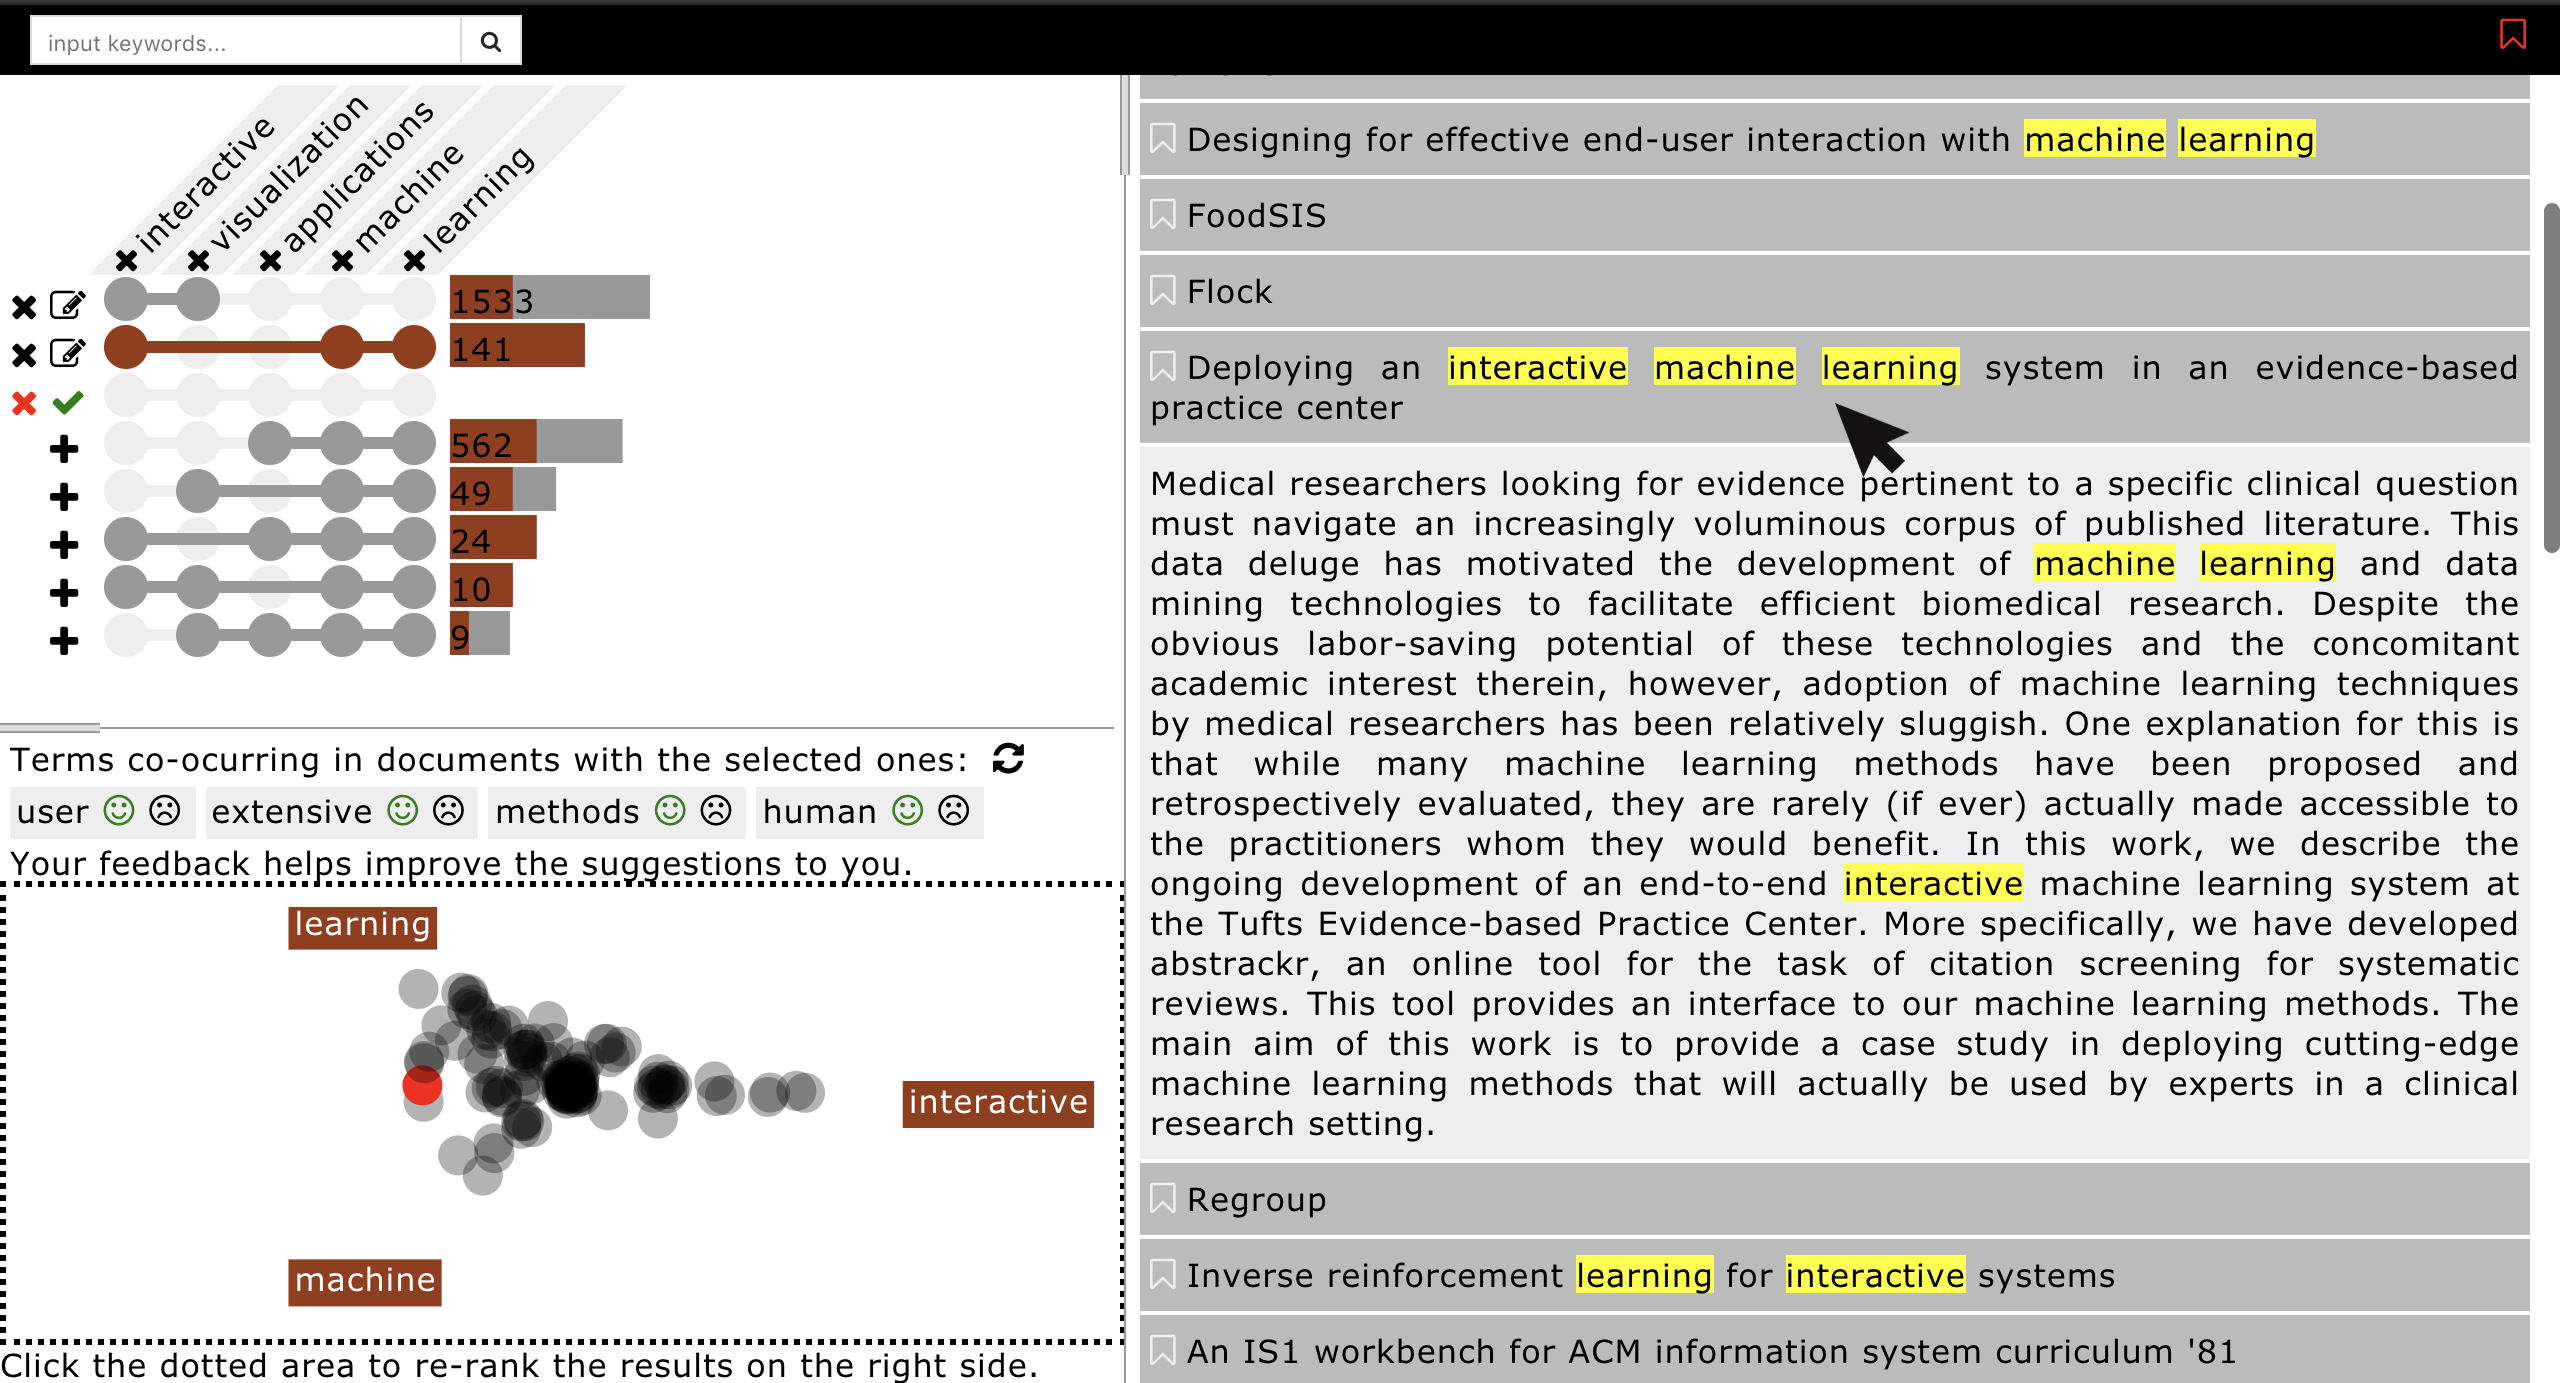 input keywords...
interactive
visualization
applications
machine
learning
1533
141
562
49
24
10
9
Terms co-ocurring in documents with the selected ones:
user extensive methods human
Your feedback helps improve the suggestions to you.
learning
interactive
machine
Click the dotted area to re-rank the results on the right side.
Designing for effective end-user interaction with machine learning
FoodSIS
Flock
Deploying an interactive machine learning system in an evidence-based
practice center
Medical researchers looking for evidence pertinent to a specific clinical question
must navigate an increasingly voluminous corpus of published literature. This
data deluge has motivated the development of machine learning and data
mining technologies to facilitate efficient biomedical research. Despite the
obvious labor-saving potential of these technologies and the concomitant
academic interest therein, however, adoption of machine learning techniques
by medical researchers has been relatively sluggish. One explanation for this is
that while many machine learning methods have been proposed and
retrospectively evaluated, they are rarely (if ever) actually made accessible to
the practitioners whom they would benefit. In this work, we describe the
ongoing development of an end-to-end interactive machine learning system at
the Tufts Evidence-based Practice Center. More specifically, we have developed
abstrackr, an online tool for the task of citation screening for systematic
reviews. This tool provides an interface to our machine learning methods. The
main aim of this work is to provide a case study in deploying cutting-edge
machine learning methods that will actually be used by experts in a clinical
research setting.
Regroup
Inverse reinforcement learning for interactive systems
An IS1 workbench for ACM information system curriculum '81